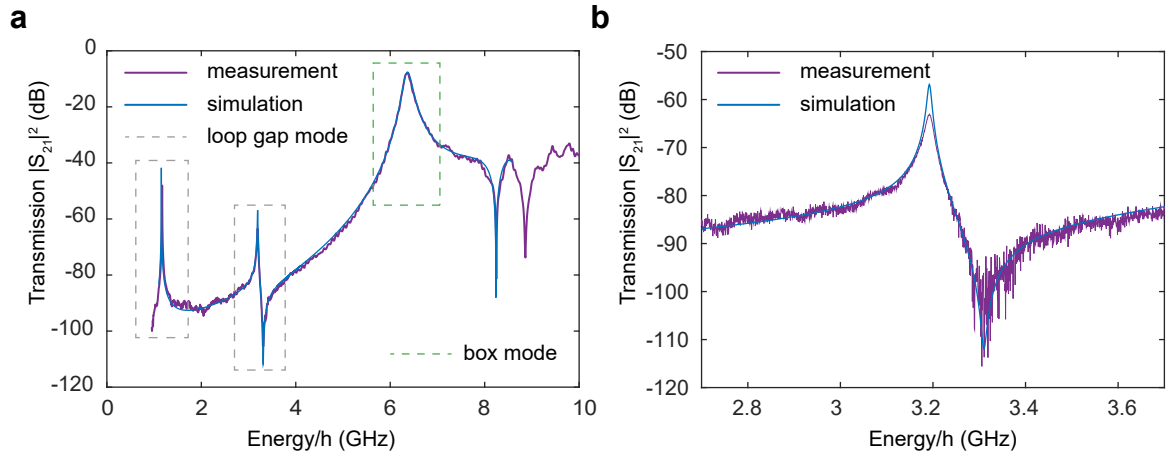 a
Transmission |S21|² (dB)
0
-20
-40
-60
-80
-100
-120
measurement
simulation
loop gap mode
box mode
0 2 4 6 8 10
Energy/h (GHz)
b
Transmission |S21|² (dB)
-50
-60
-70
-80
-90
-100
-110
-120
measurement
simulation
2.8 3 3.2 3.4 3.6
Energy/h (GHz)